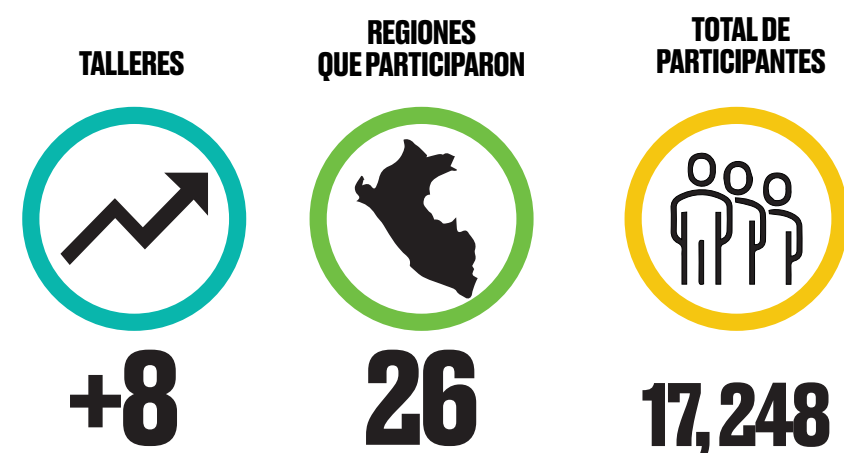 TALLERES
REGIONES
QUE PARTICIPARON
TOTAL DE
PARTICIPANTES
+8
26
17,248